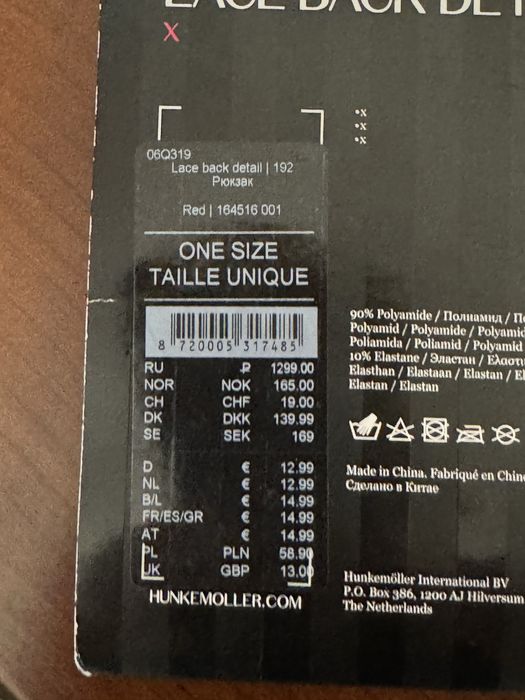 LACE BACK DET
x
•x
•x
•x
06Q319
Lace back detail | 192
Рюкзак
Red | 164516 001
ONE SIZE
TAILLE UNIQUE
8 720005 317485
RU ₽ 1299.00
NOR NOK 165.00
CH CHF 19.00
DK DKK 139.99
SE SEK 169
D € 12.99
NL € 12.99
B/L € 14.99
FR/ES/GR € 14.99
AT € 14.99
PL PLN 58.90
UK GBP 13.00
HUNKEMOLLER.COM
90% Polyamide / Полиамид /
Polyamid / Polyamide /
Poliamida / Poliamid / Polyamid
10% Elastane / Эластан /
Elasthan / Elastaan / Elastan /
Elastan / Elastan
Made in China. Fabriqué en
Сделано в Китае
Hunkemöller International BV
P.O. Box 386, 1200 AJ Hilversum
The Netherlands